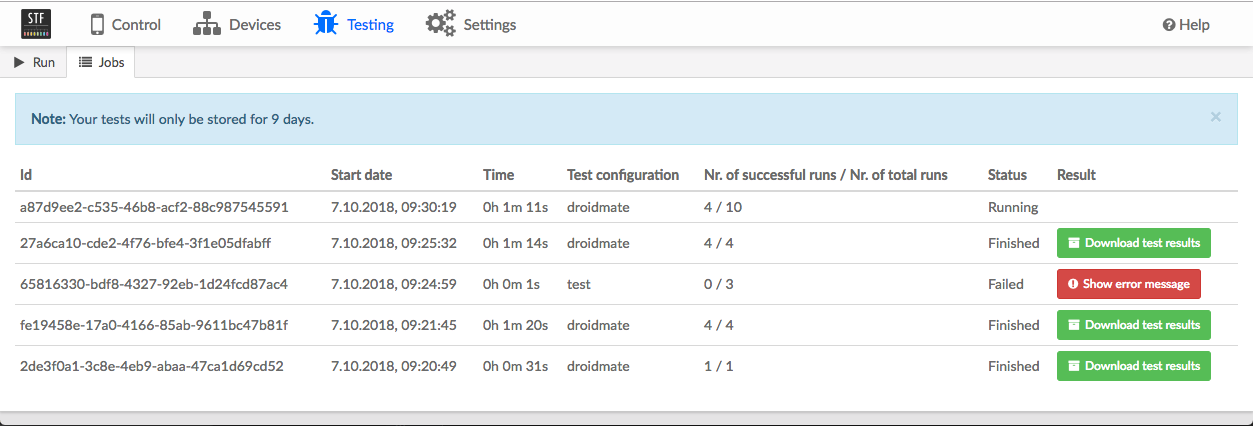 STF Control Devices Testing Settings Help
Run Jobs
Note: Your tests will only be stored for 9 days. ×
Id Start date Time Test configuration Nr. of successful runs / Nr. of total runs Status Result
a87d9ee2-c535-46b8-acf2-88c987545591 7.10.2018, 09:30:19 0h 1m 11s droidmate 4 / 10 Running
27a6ca10-cde2-4f76-bfe4-3f1e05dfabff 7.10.2018, 09:25:32 0h 1m 14s droidmate 4 / 4 Finished Download test results
65816330-bdf8-4327-92eb-1d24fcd87ac4 7.10.2018, 09:24:59 0h 0m 1s test 0 / 3 Failed Show error message
fe19458e-17a0-4166-85ab-9611bc47b81f 7.10.2018, 09:21:45 0h 1m 20s droidmate 4 / 4 Finished Download test results
2de3f0a1-3c8e-4eb9-abaa-47ca1d69cd52 7.10.2018, 09:20:49 0h 0m 31s droidmate 1 / 1 Finished Download test results